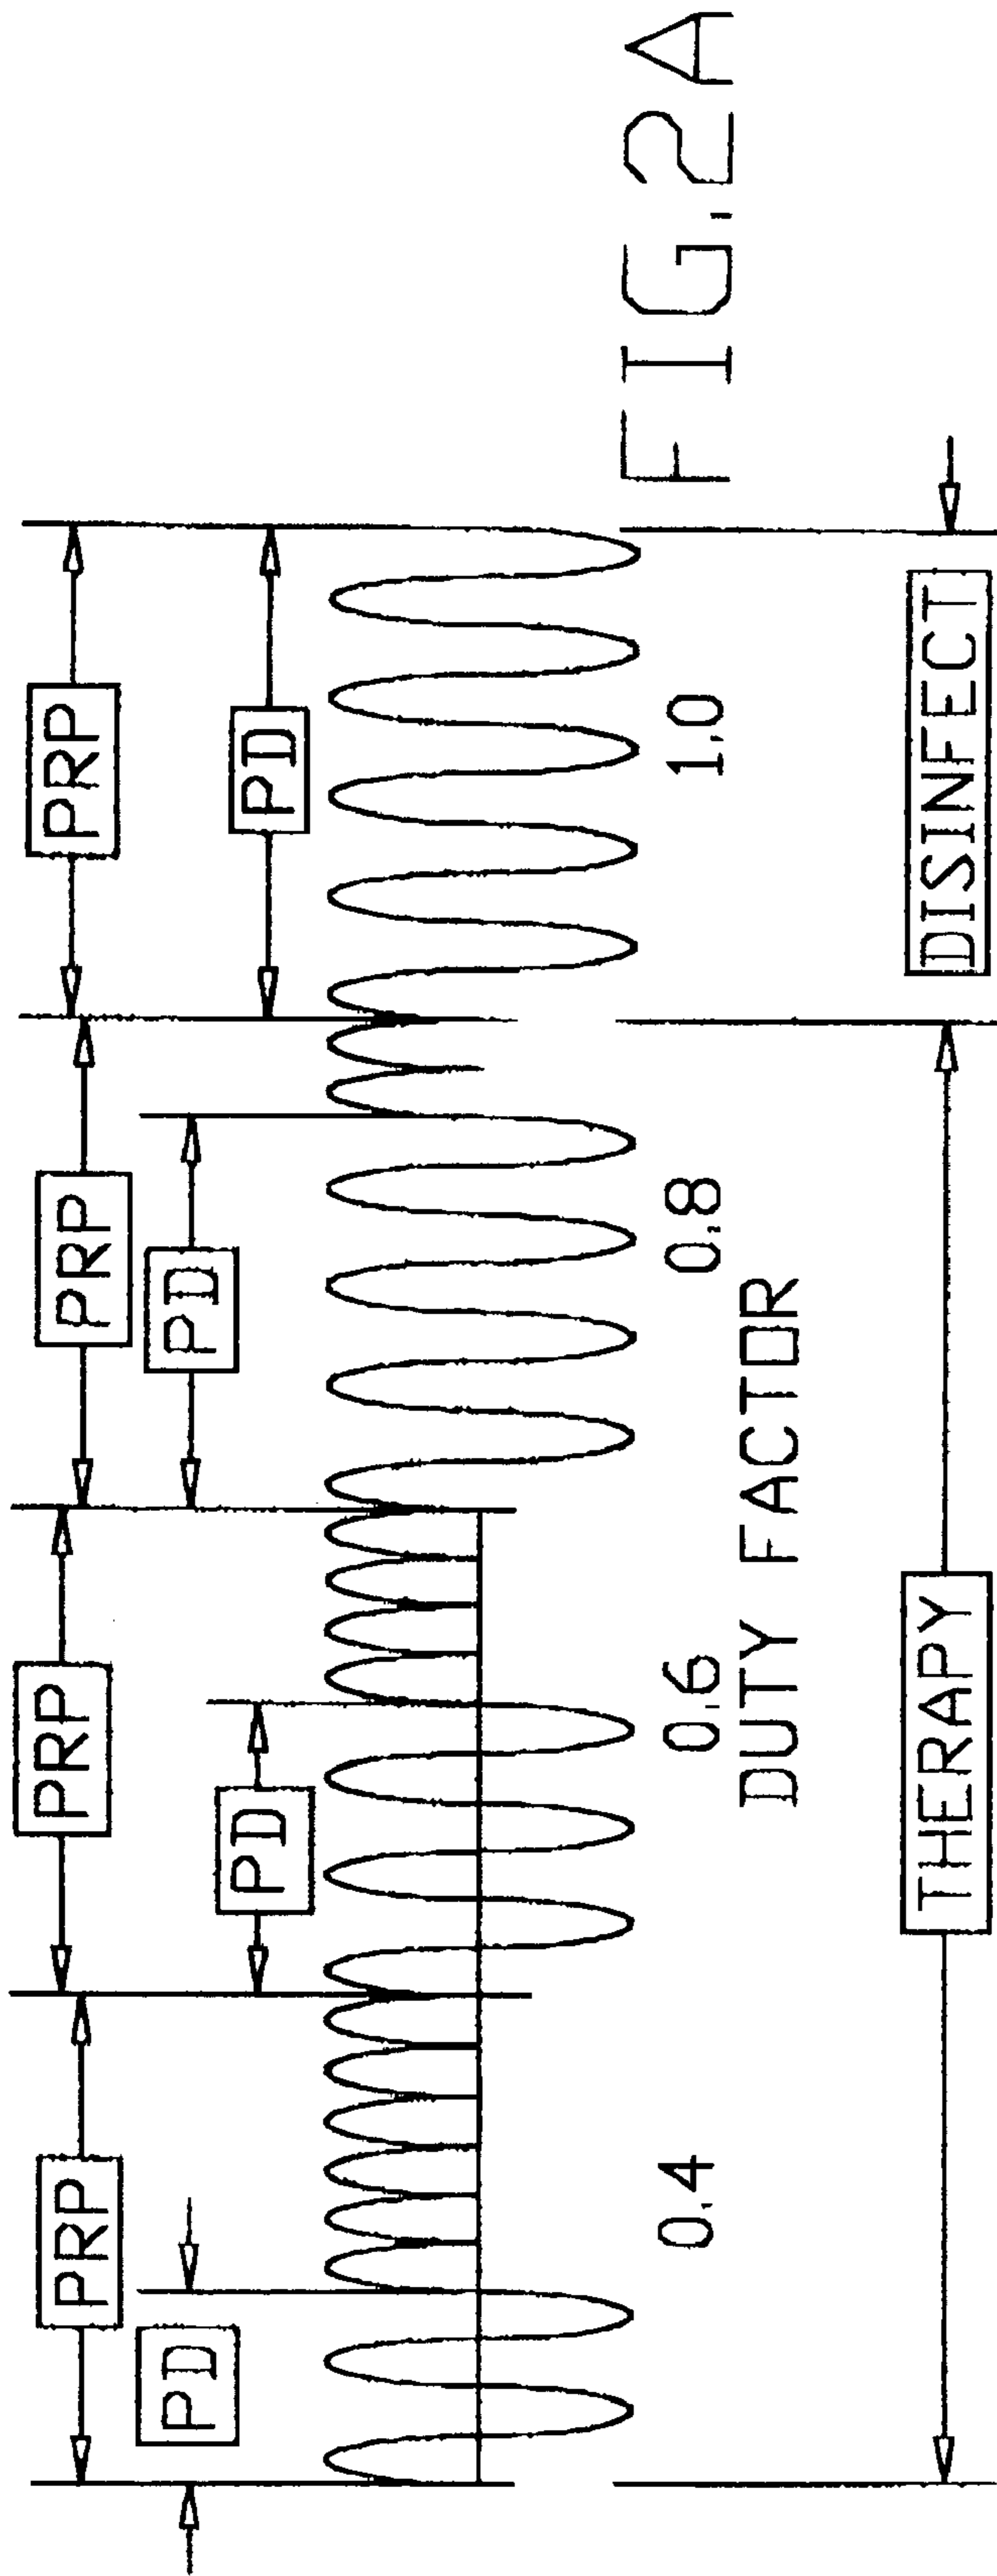 PRP PRP PRP PRP
PD PD PD PD
0.4 0.6 0.8 1.0
DUTY FACTOR
THERAPY DISINFECT
FIG.2A